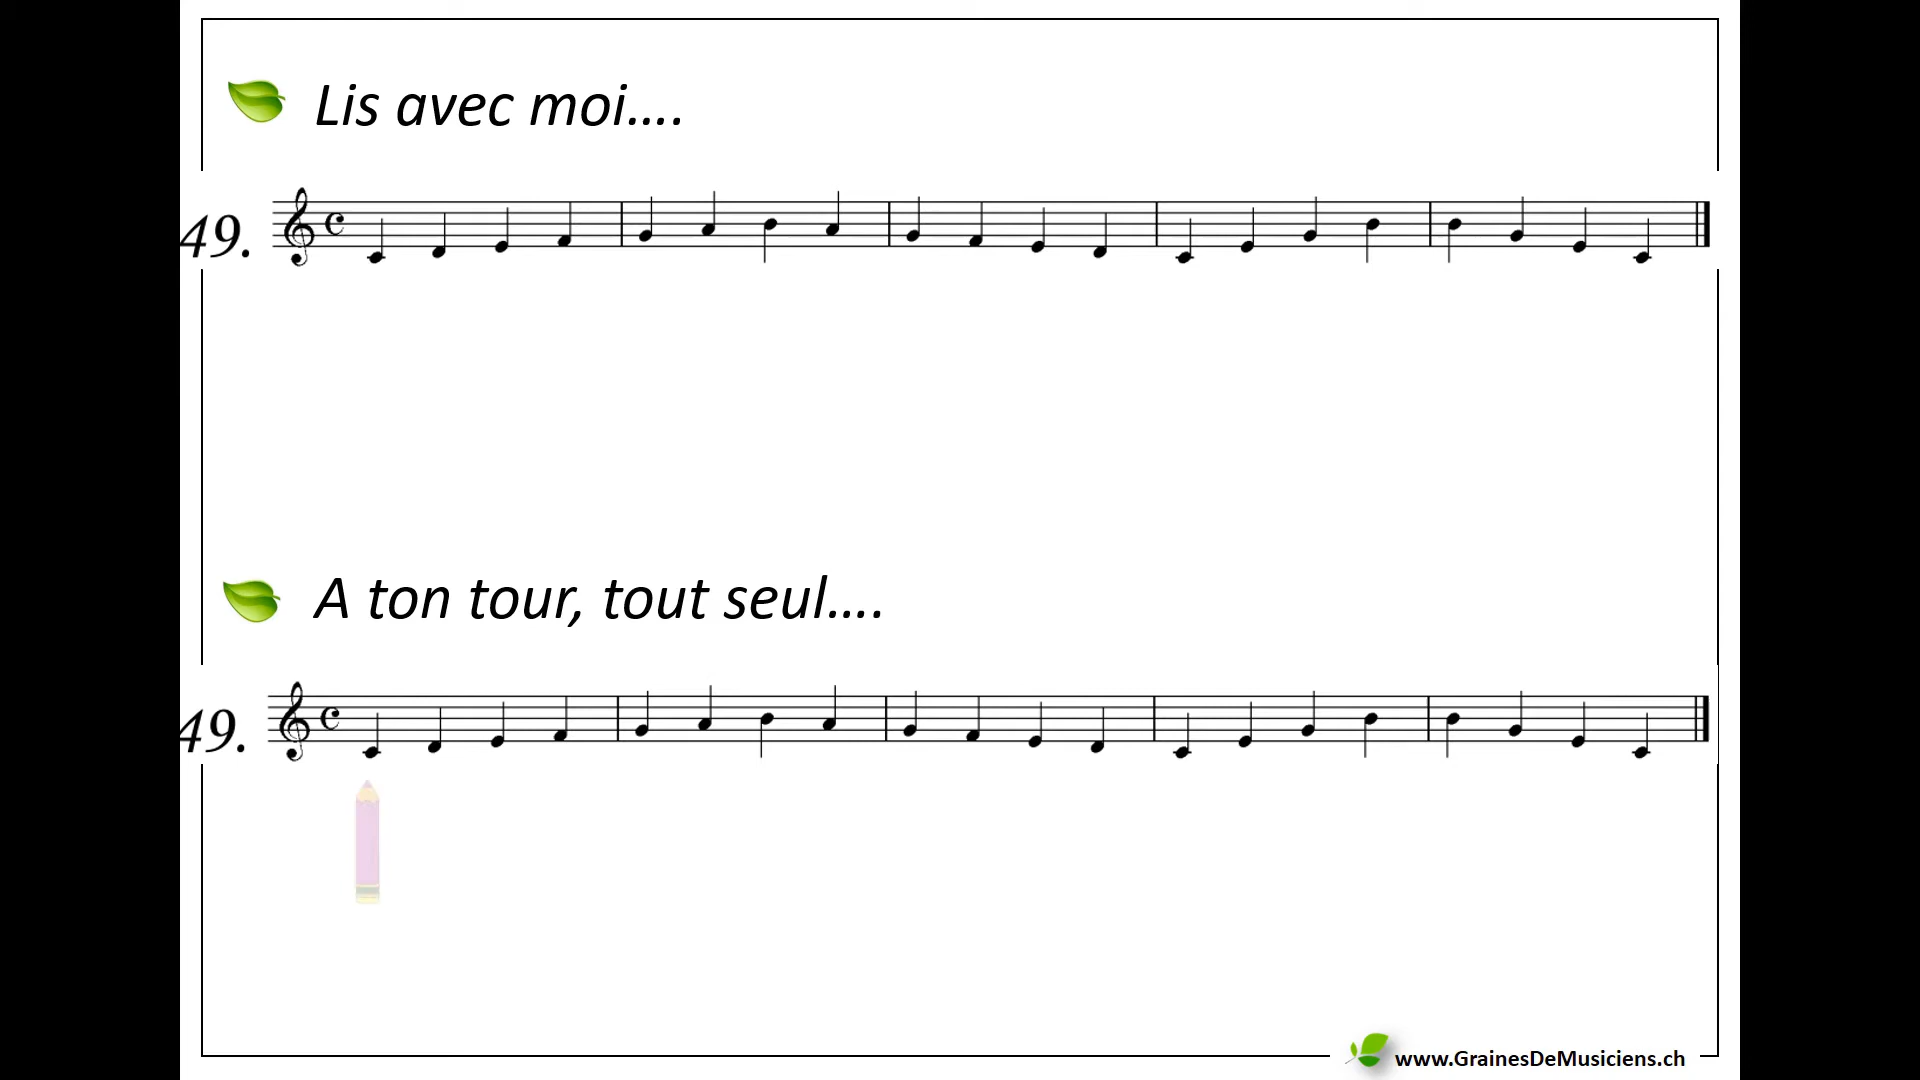 Lis avec moi….
49.
A ton tour, tout seul….
49.
www.GrainesDeMusiciens.ch